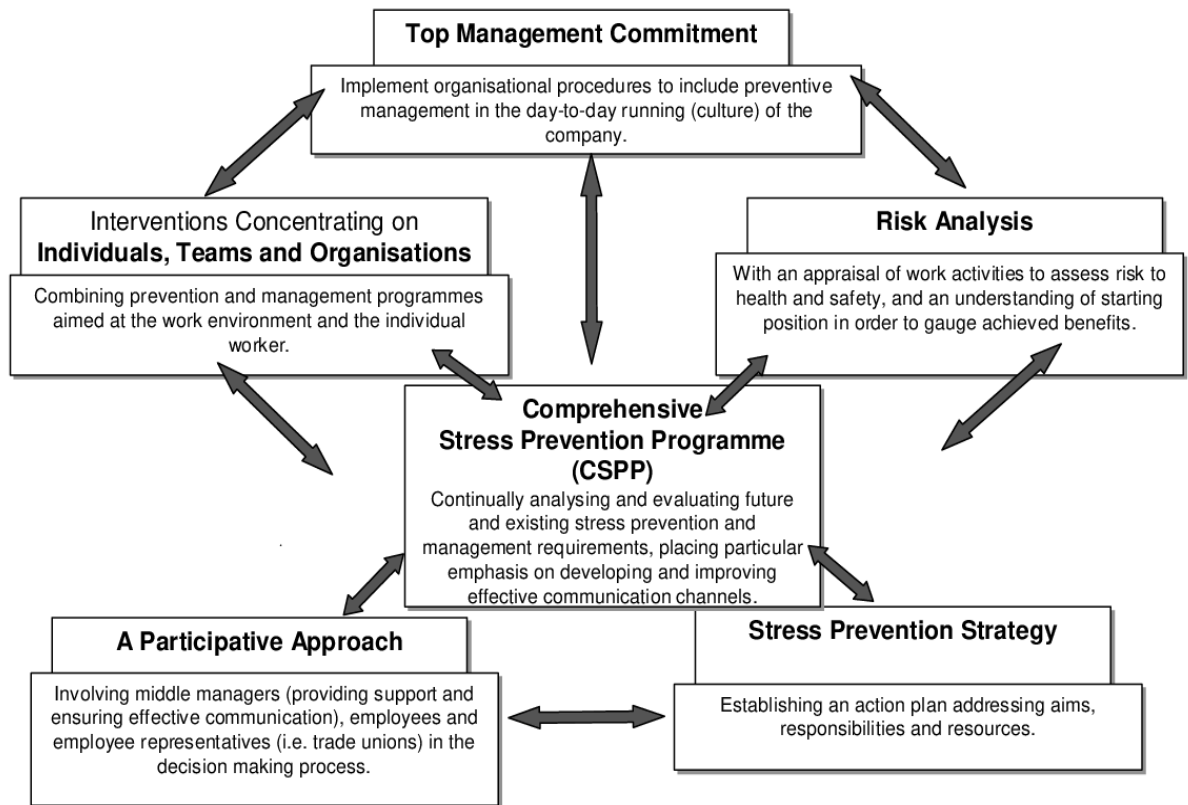 Top Management Commitment
Implement organisational procedures to include preventive
management in the day-to-day running (culture) of the
company.
Interventions Concentrating on
Individuals, Teams and Organisations
Combining prevention and management programmes
aimed at the work environment and the individual
worker.
Risk Analysis
With an appraisal of work activities to assess risk to
health and safety, and an understanding of starting
position in order to gauge achieved benefits.
Comprehensive
Stress Prevention Programme
(CSPP)
Continually analysing and evaluating future
and existing stress prevention and
management requirements, placing particular
emphasis on developing and improving
effective communication channels.
A Participative Approach
Involving middle managers (providing support and
ensuring effective communication), employees and
employee representatives (i.e. trade unions) in the
decision making process.
Stress Prevention Strategy
Establishing an action plan addressing aims,
responsibilities and resources.